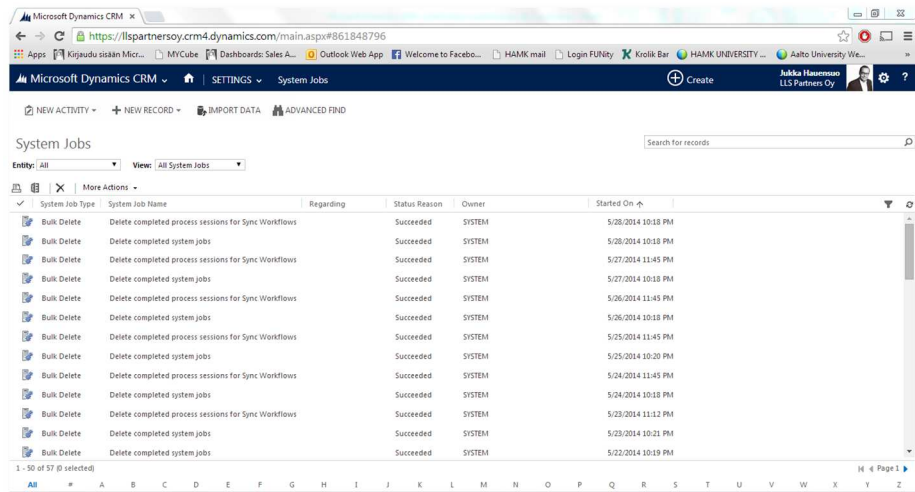 Microsoft Dynamics CRM ×
https://llspartnersoy.crm4.dynamics.com/main.aspx#861848796
Apps Kirjaudu sisään Micr... MYCube Dashboards: Sales A... Outlook Web App Welcome to Facebo... HAMK mail Login FUNity Krolik Bar HAMK UNIVERSITY ... Aalto University We... »
Microsoft Dynamics CRM SETTINGS System Jobs Create Jukka Hauensuo ?
LLS Partners Oy
NEW ACTIVITY NEW RECORD IMPORT DATA ADVANCED FIND
System Jobs Search for records
Entity: All View: All System Jobs
More Actions
System Job Type System Job Name Regarding Status Reason Owner Started On
Bulk Delete Delete completed process sessions for Sync Workflows Succeeded SYSTEM 5/28/2014 10:18 PM
Bulk Delete Delete completed system jobs Succeeded SYSTEM 5/28/2014 10:18 PM
Bulk Delete Delete completed process sessions for Sync Workflows Succeeded SYSTEM 5/27/2014 11:45 PM
Bulk Delete Delete completed system jobs Succeeded SYSTEM 5/27/2014 10:18 PM
Bulk Delete Delete completed process sessions for Sync Workflows Succeeded SYSTEM 5/26/2014 11:45 PM
Bulk Delete Delete completed system jobs Succeeded SYSTEM 5/26/2014 10:18 PM
Bulk Delete Delete completed process sessions for Sync Workflows Succeeded SYSTEM 5/25/2014 11:45 PM
Bulk Delete Delete completed system jobs Succeeded SYSTEM 5/25/2014 10:20 PM
Bulk Delete Delete completed process sessions for Sync Workflows Succeeded SYSTEM 5/24/2014 11:45 PM
Bulk Delete Delete completed system jobs Succeeded SYSTEM 5/24/2014 10:18 PM
Bulk Delete Delete completed process sessions for Sync Workflows Succeeded SYSTEM 5/23/2014 11:12 PM
Bulk Delete Delete completed system jobs Succeeded SYSTEM 5/23/2014 10:21 PM
Bulk Delete Delete completed system jobs Succeeded SYSTEM 5/22/2014 10:19 PM
1 - 50 of 57 (0 selected) Page 1
All # A B C D E F G H I J K L M N O P Q R S T U V W X Y Z